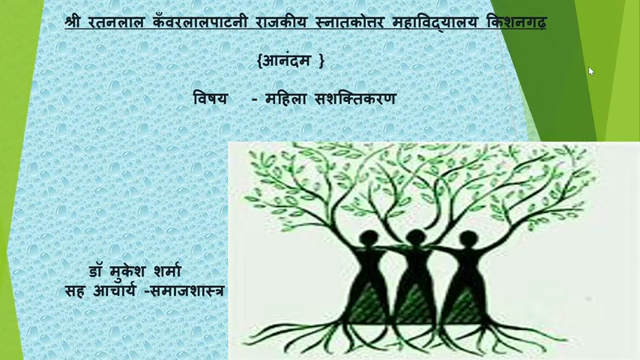 श्री रतनलाल कँवरलालपाटनी राजकीय स्नातकोत्तर महाविद्यालय किशनगढ़
{आनंदम }
विषय - महिला सशक्तिकरण
डॉ मुकेश शर्मा
सह आचार्य -समाजशास्त्र